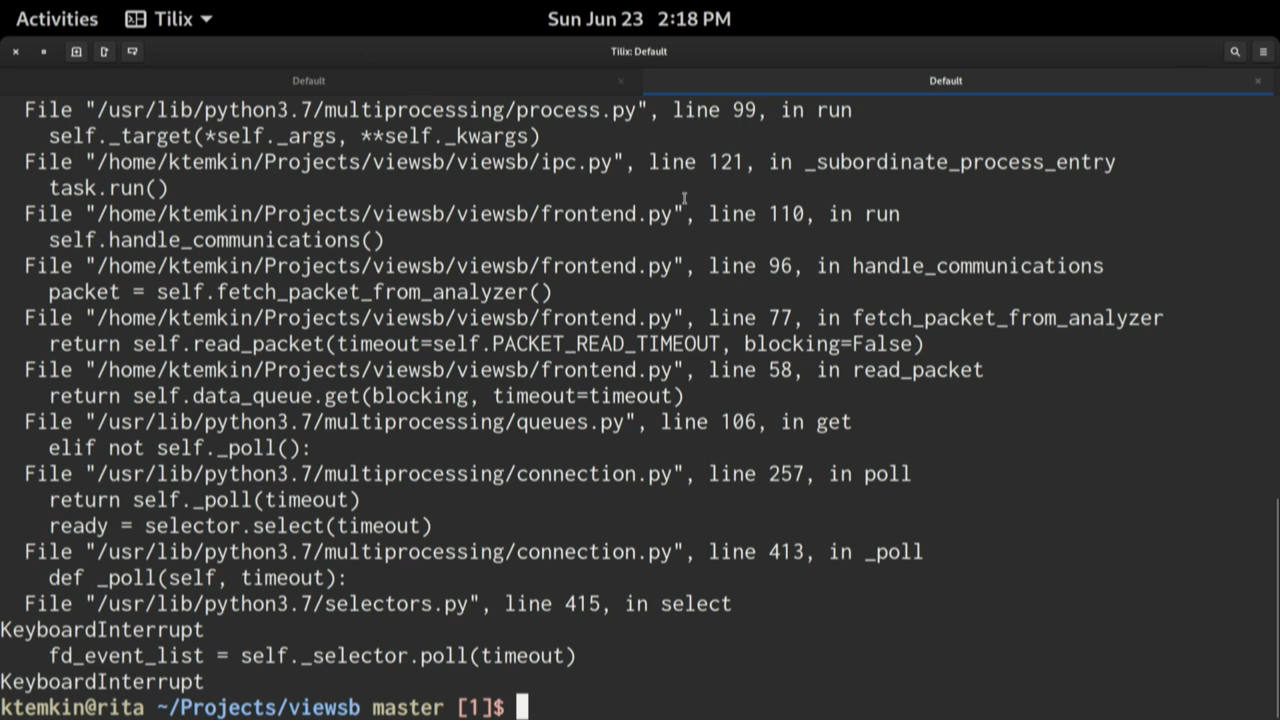 Activities Tilix Sun Jun 23 2:18 PM
Tilix: Default
Default Default
File "/usr/lib/python3.7/multiprocessing/process.py", line 99, in run
self._target(*self._args, **self._kwargs)
File "/home/ktemkin/Projects/viewsb/viewsb/ipc.py", line 121, in _subordinate_process_entry
task.run()
File "/home/ktemkin/Projects/viewsb/viewsb/frontend.py", line 110, in run
self.handle_communications()
File "/home/ktemkin/Projects/viewsb/viewsb/frontend.py", line 96, in handle_communications
packet = self.fetch_packet_from_analyzer()
File "/home/ktemkin/Projects/viewsb/viewsb/frontend.py", line 77, in fetch_packet_from_analyzer
return self.read_packet(timeout=self.PACKET_READ_TIMEOUT, blocking=False)
File "/home/ktemkin/Projects/viewsb/viewsb/frontend.py", line 58, in read_packet
return self.data_queue.get(blocking, timeout=timeout)
File "/usr/lib/python3.7/multiprocessing/queues.py", line 106, in get
elif not self._poll():
File "/usr/lib/python3.7/multiprocessing/connection.py", line 257, in poll
return self._poll(timeout)
ready = selector.select(timeout)
File "/usr/lib/python3.7/multiprocessing/connection.py", line 413, in _poll
def _poll(self, timeout):
File "/usr/lib/python3.7/selectors.py", line 415, in select
KeyboardInterrupt
fd_event_list = self._selector.poll(timeout)
KeyboardInterrupt
ktemkin@rita ~/Projects/viewsb master [1]$